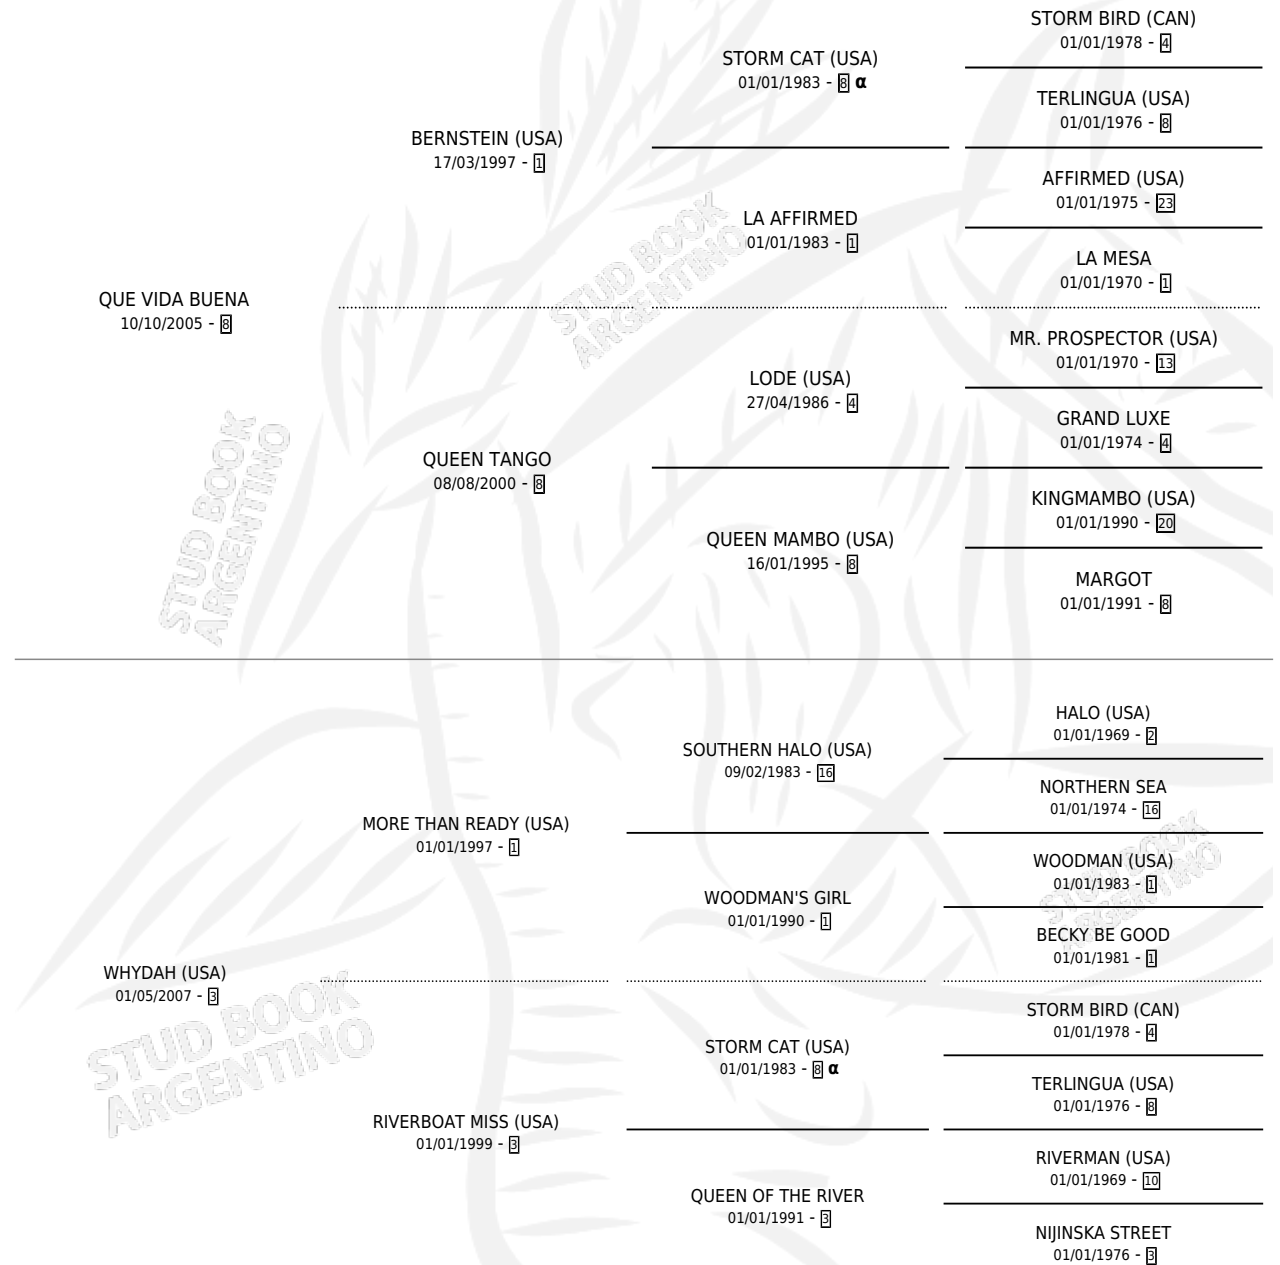 STORM BIRD (CAN)
01/01/1978 - 4
STORM CAT (USA)
01/01/1983 - 8 α
TERLINGUA (USA)
01/01/1976 - 8
BERNSTEIN (USA)
17/03/1997 - 1
AFFIRMED (USA)
01/01/1975 - 23
LA AFFIRMED
01/01/1983 - 1
LA MESA
01/01/1970 - 1
QUE VIDA BUENA
10/10/2005 - 8
MR. PROSPECTOR (USA)
01/01/1970 - 13
LODE (USA)
27/04/1986 - 4
GRAND LUXE
01/01/1974 - 4
QUEEN TANGO
08/08/2000 - 8
KINGMAMBO (USA)
01/01/1990 - 20
QUEEN MAMBO (USA)
16/01/1995 - 8
MARGOT
01/01/1991 - 8
HALO (USA)
01/01/1969 - 2
SOUTHERN HALO (USA)
09/02/1983 - 16
NORTHERN SEA
01/01/1974 - 16
MORE THAN READY (USA)
01/01/1997 - 1
WOODMAN (USA)
01/01/1983 - 1
WOODMAN'S GIRL
01/01/1990 - 1
BECKY BE GOOD
01/01/1981 - 1
WHYDAH (USA)
01/05/2007 - 3
STORM BIRD (CAN)
01/01/1978 - 4
STORM CAT (USA)
01/01/1983 - 8 α
TERLINGUA (USA)
01/01/1976 - 8
RIVERBOAT MISS (USA)
01/01/1999 - 3
RIVERMAN (USA)
01/01/1969 - 10
QUEEN OF THE RIVER
01/01/1991 - 3
NIJINSKA STREET
01/01/1976 - 3
STUD BOOK
ARGENTINO
STUD BOOK
ARGENTINO
STUD BOOK
ARGENTINO
STUD BOOK
ARGENTINO